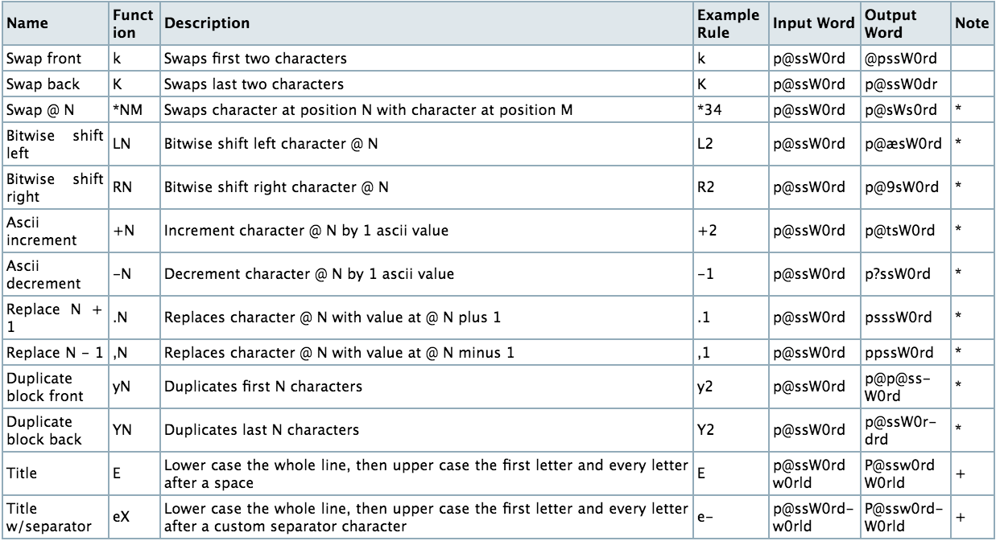 Name Function Description Example Rule Input Word Output Word Note
Swap front k Swaps first two characters k p@ssW0rd @pssW0rd
Swap back K Swaps last two characters K p@ssW0rd p@ssW0dr
Swap @ N *NM Swaps character at position N with character at position M *34 p@ssW0rd p@sWs0rd *
Bitwise shift left LN Bitwise shift left character @ N L2 p@ssW0rd p@æsW0rd *
Bitwise shift right RN Bitwise shift right character @ N R2 p@ssW0rd p@9sW0rd *
Ascii increment +N Increment character @ N by 1 ascii value +2 p@ssW0rd p@tsW0rd *
Ascii decrement -N Decrement character @ N by 1 ascii value -1 p@ssW0rd p?ssW0rd *
Replace N + 1 .N Replaces character @ N with value at @ N plus 1 .1 p@ssW0rd psssW0rd *
Replace N - 1 ,N Replaces character @ N with value at @ N minus 1 ,1 p@ssW0rd ppssW0rd *
Duplicate block front yN Duplicates first N characters y2 p@ssW0rd p@p@ss-W0rd *
Duplicate block back YN Duplicates last N characters Y2 p@ssW0rd p@ssW0r-drd *
Title E Lower case the whole line, then upper case the first letter and every letter after a space E p@ssW0rd w0rld P@ssw0rd W0rld +
Title w/separator eX Lower case the whole line, then upper case the first letter and every letter after a custom separator character e- p@ssW0rd-w0rld P@ssw0rd-W0rld +